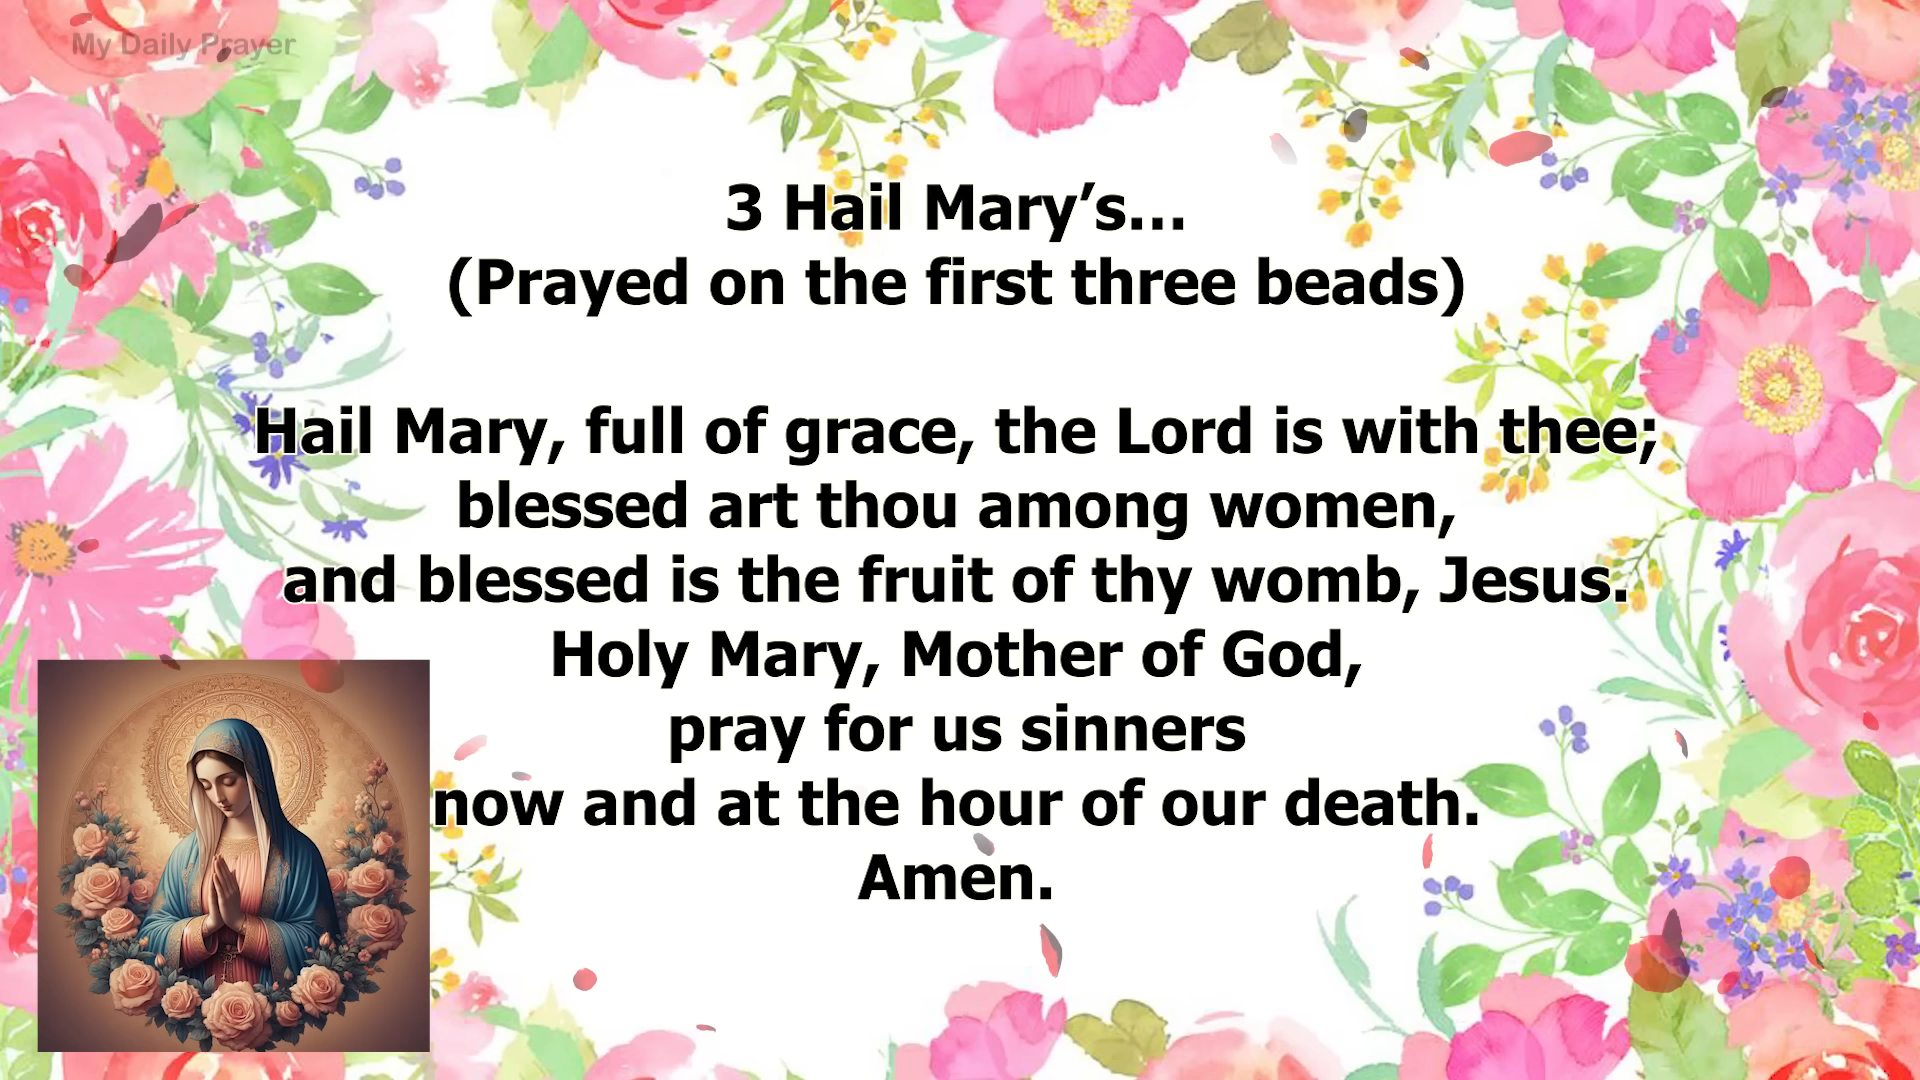 My Daily Prayer
3 Hail Mary’s...
(Prayed on the first three beads)
Hail Mary, full of grace, the Lord is with thee;
blessed art thou among women,
and blessed is the fruit of thy womb, Jesus.
Holy Mary, Mother of God,
pray for us sinners
now and at the hour of our death.
Amen.